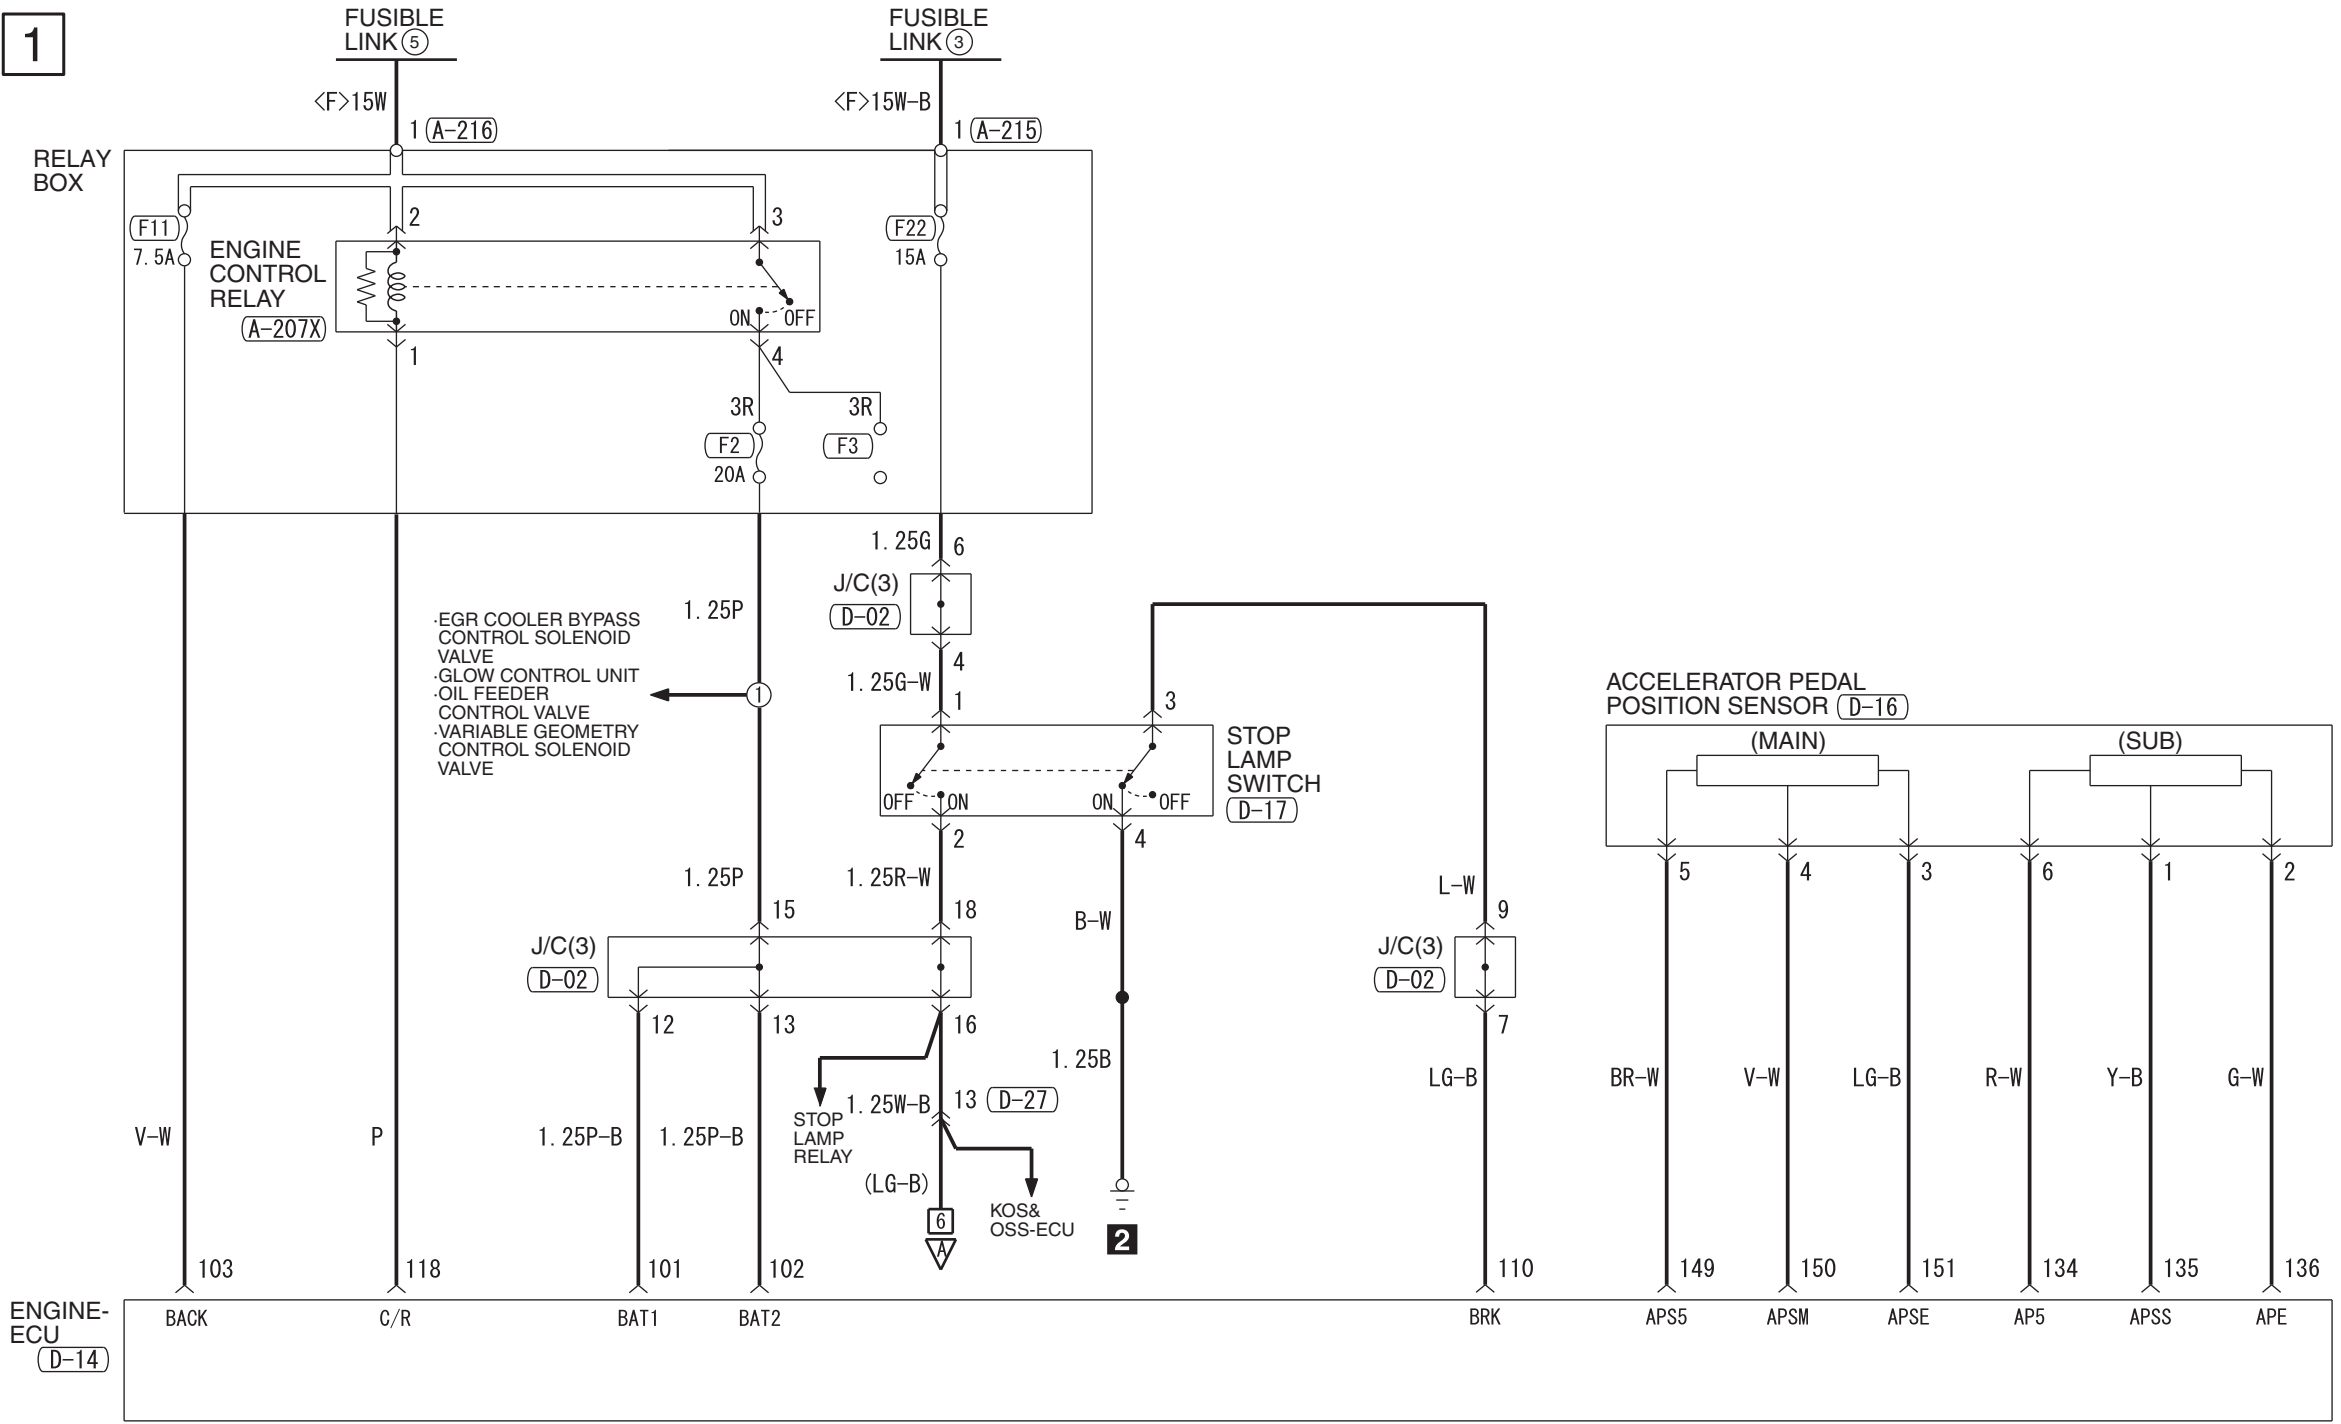 1
FUSIBLE
LINK 5
FUSIBLE
LINK 3
<F>15W
<F>15W-B
1 A-216
1 A-215
RELAY
BOX
F11
7.5A
2
3
F22
15A
ENGINE
CONTROL
RELAY
A-207X
ON OFF
1
4
3R
3R
F2
F3
20A
1.25G
6
J/C(3)
D-02
4
1.25P
·EGR COOLER BYPASS
CONTROL SOLENOID
VALVE
·GLOW CONTROL UNIT
·OIL FEEDER
CONTROL VALVE
·VARIABLE GEOMETRY
CONTROL SOLENOID
VALVE
1
1.25G-W
1
3
STOP
LAMP
SWITCH
D-17
OFF ON
ON OFF
2
4
ACCELERATOR PEDAL
POSITION SENSOR D-16
(MAIN)
(SUB)
5
4
3
6
1
2
1.25P
1.25R-W
B-W
L-W
15
18
9
J/C(3)
D-02
J/C(3)
D-02
12
13
16
7
1.25B
STOP
LAMP
RELAY
1.25W-B
13 D-27
LG-B
BR-W
V-W
LG-B
R-W
Y-B
G-W
V-W
P
1.25P-B
1.25P-B
(LG-B)
6
A
KOS&
OSS-ECU
2
103
118
101
102
110
149
150
151
134
135
136
ENGINE-
ECU
D-14
BACK
C/R
BAT1
BAT2
BRK
APS5
APSM
APSE
AP5
APSS
APE